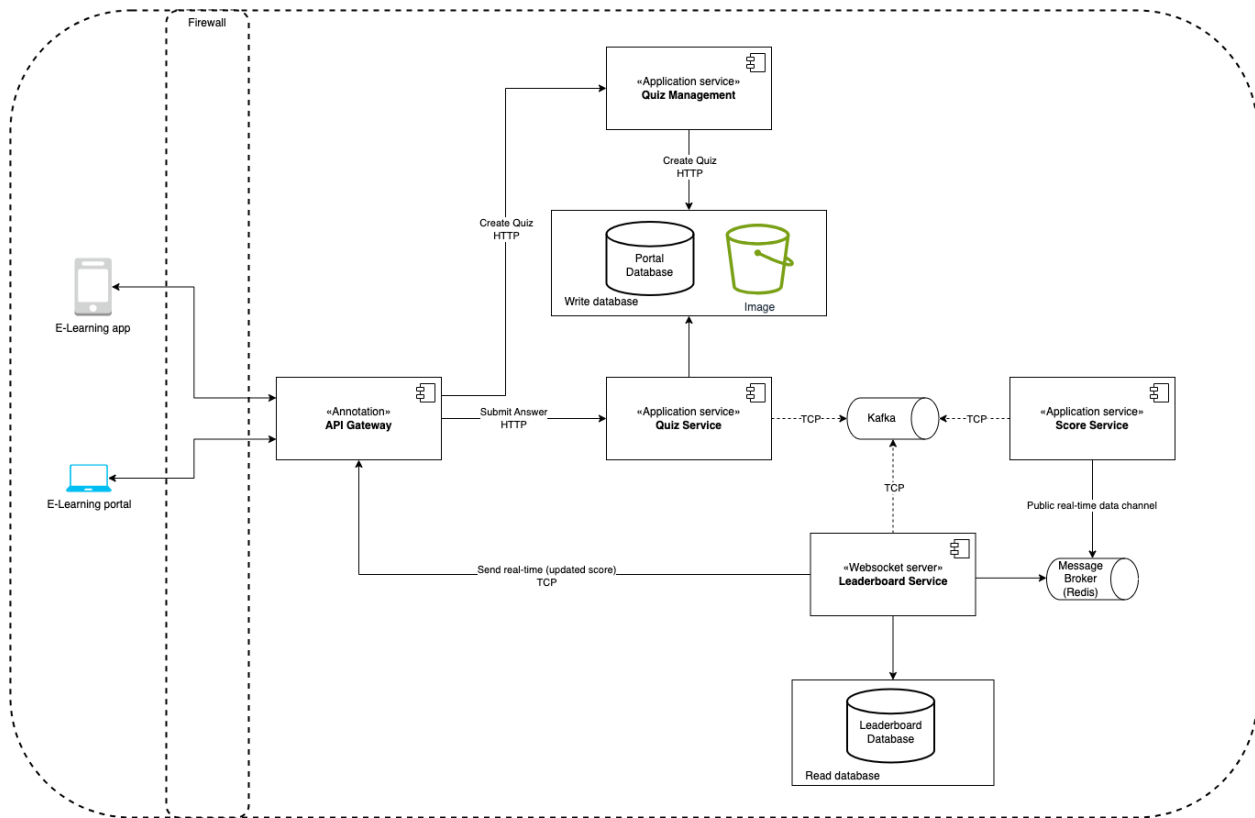 Firewall
«Application service»
Quiz Management
Create Quiz
HTTP
Create Quiz
HTTP
Portal
Database
Write database
Image
E-Learning app
«Annotation»
API Gateway
Submit Answer
HTTP
«Application service»
Quiz Service
TCP
Kafka
TCP
«Application service»
Score Service
E-Learning portal
TCP
Public real-time data channel
Send real-time (updated score)
TCP
«Websocket server»
Leaderboard Service
Message
Broker
(Redis)
Leaderboard
Database
Read database